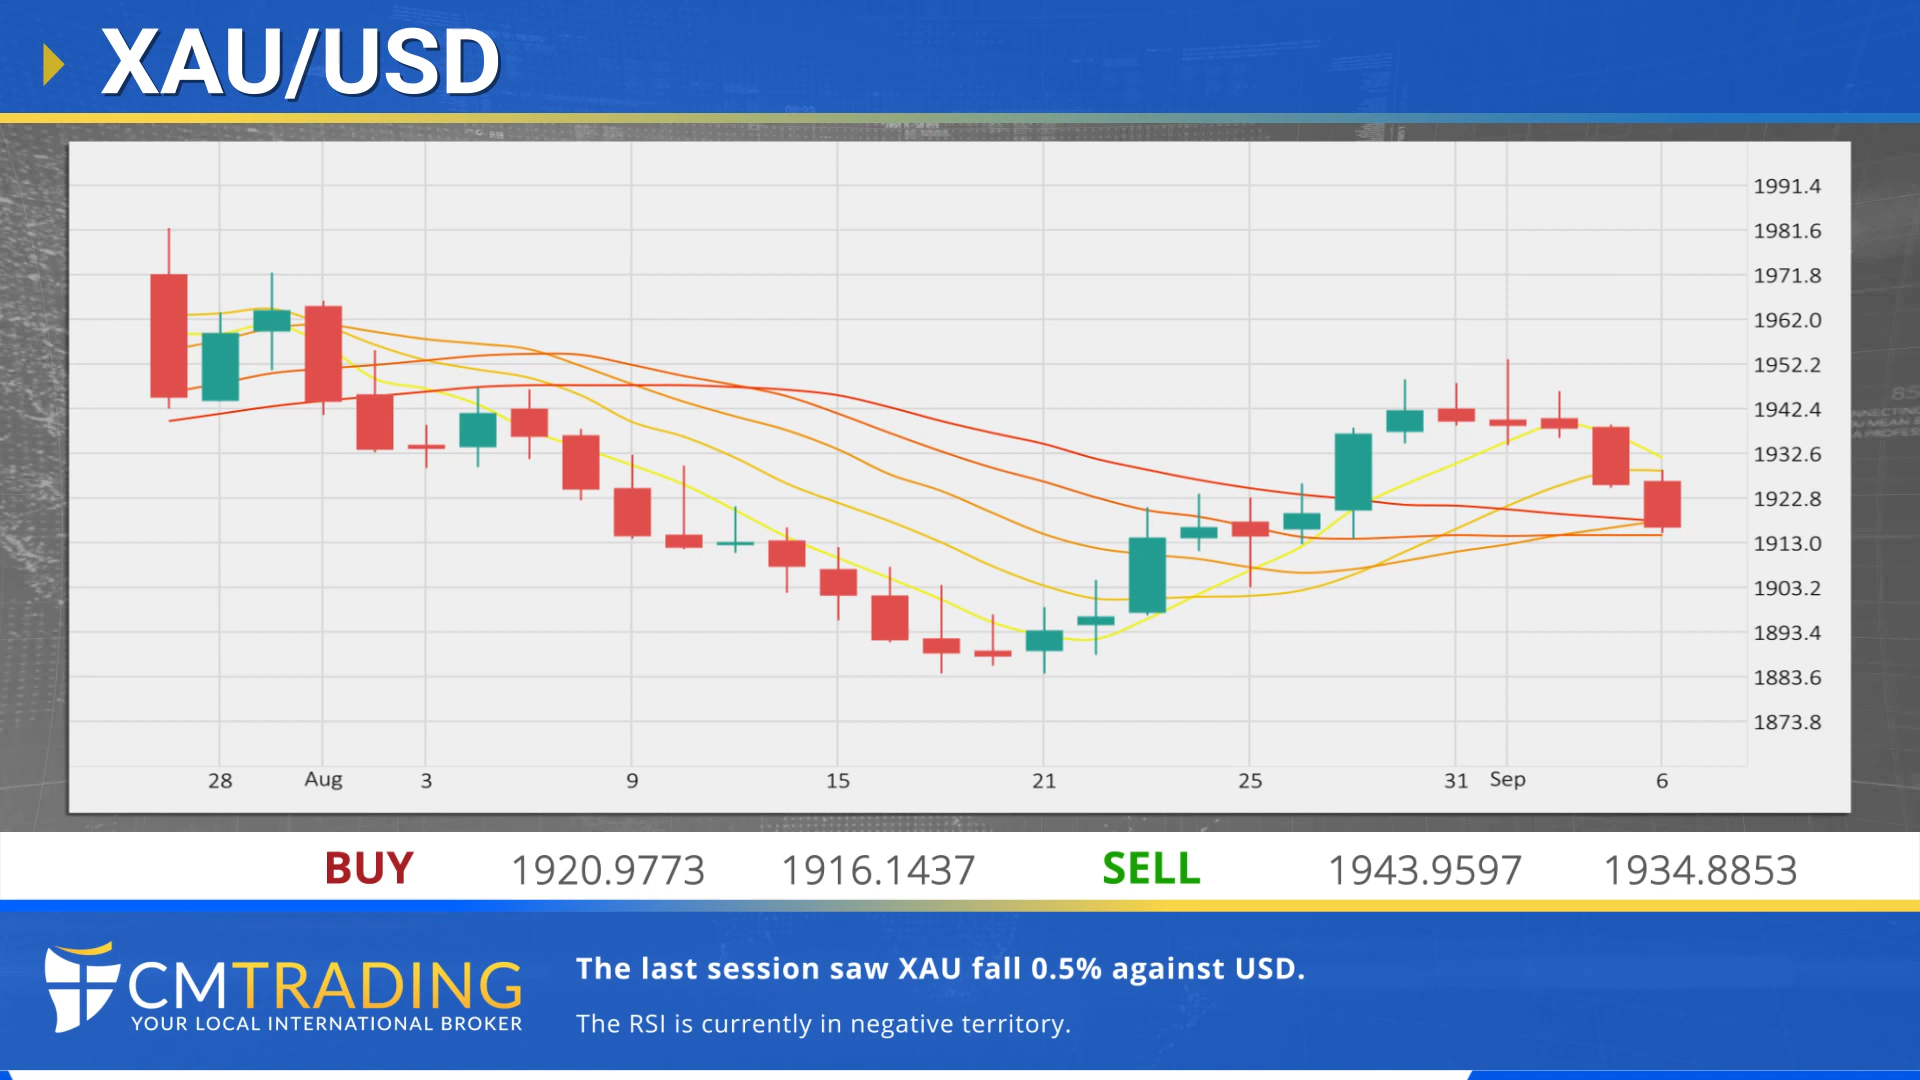 XAU/USD
1991.4
1981.6
1971.8
1962.0
1952.2
1942.4
1932.6
1922.8
1913.0
1903.2
1893.4
1883.6
1873.8
28 Aug 3 9 15 21 25 31 Sep 6
BUY 1920.9773 1916.1437 SELL 1943.9597 1934.8853
CMTRADING
YOUR LOCAL INTERNATIONAL BROKER
The last session saw XAU fall 0.5% against USD.
The RSI is currently in negative territory.